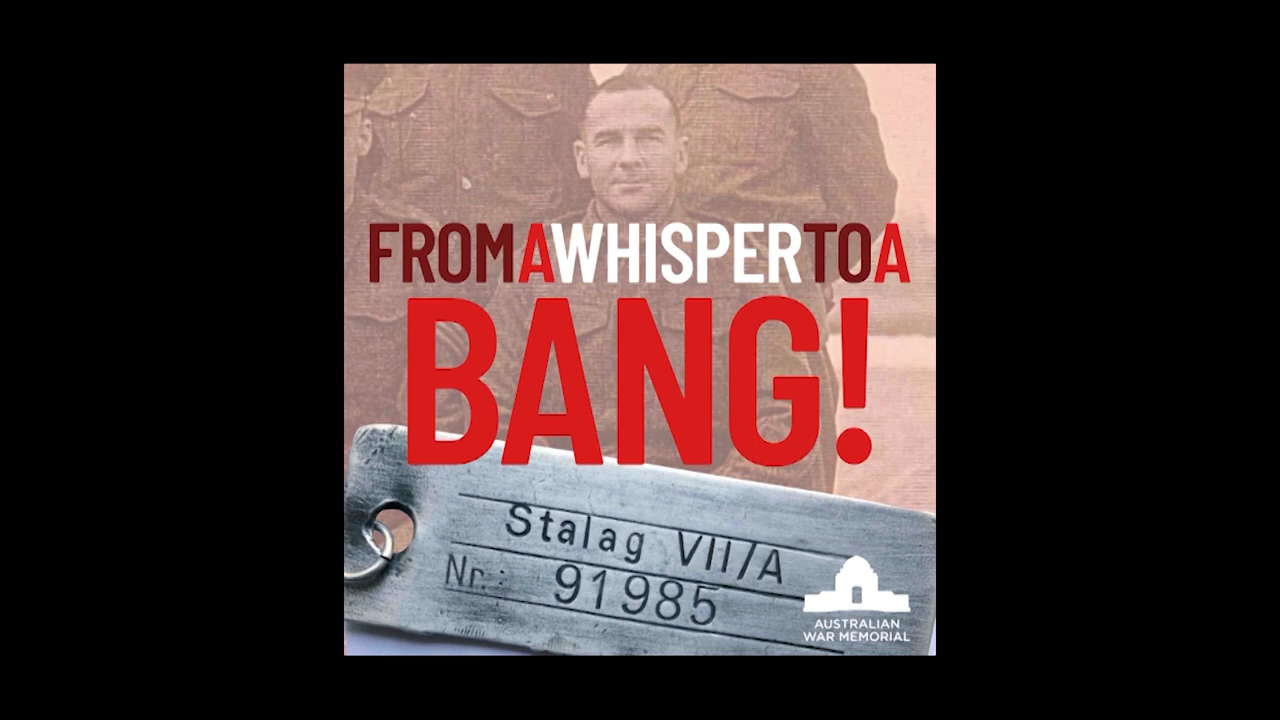 FROMAWHISPERTOA
BANG!
Stalag VII/A
Nr.: 91985
AUSTRALIAN
WAR MEMORIAL